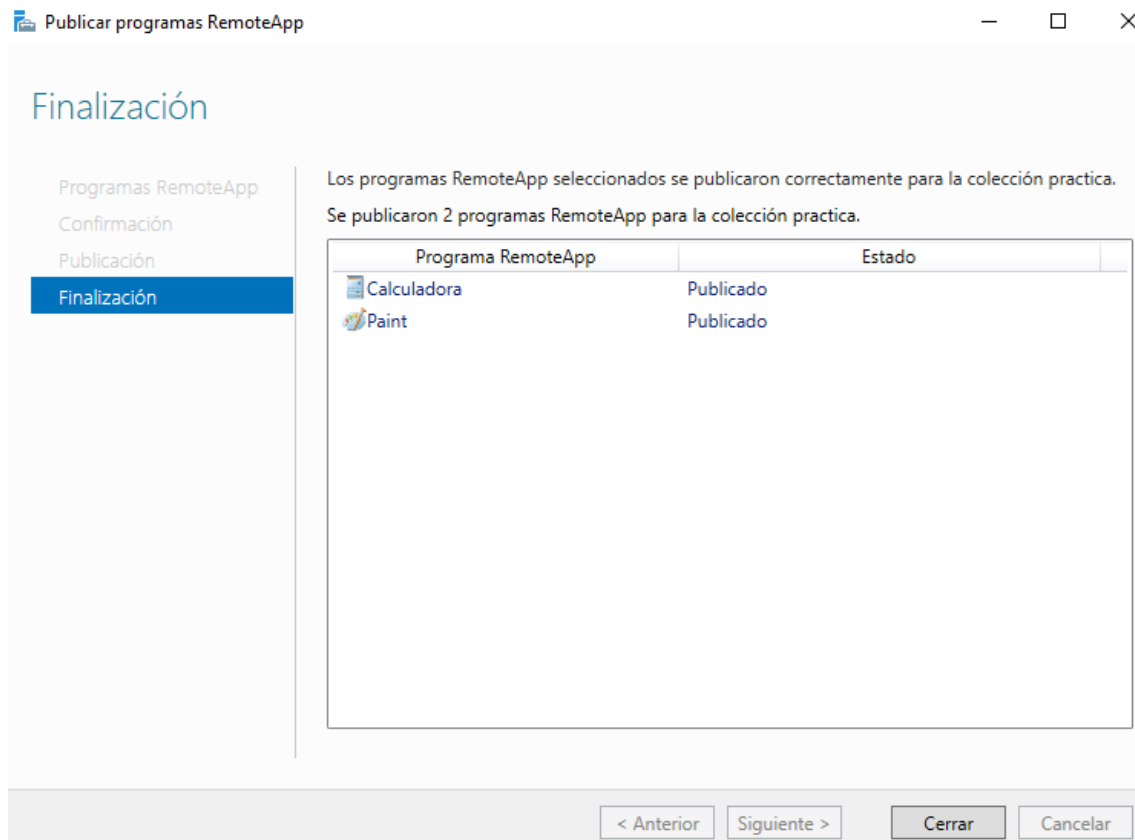 Publicar programas RemoteApp
Finalización
Programas RemoteApp
Confirmación
Publicación
Finalización
Los programas RemoteApp seleccionados se publicaron correctamente para la colección practica.
Se publicaron 2 programas RemoteApp para la colección practica.
Programa RemoteApp Estado
Calculadora Publicado
Paint Publicado
< Anterior Siguiente > Cerrar Cancelar